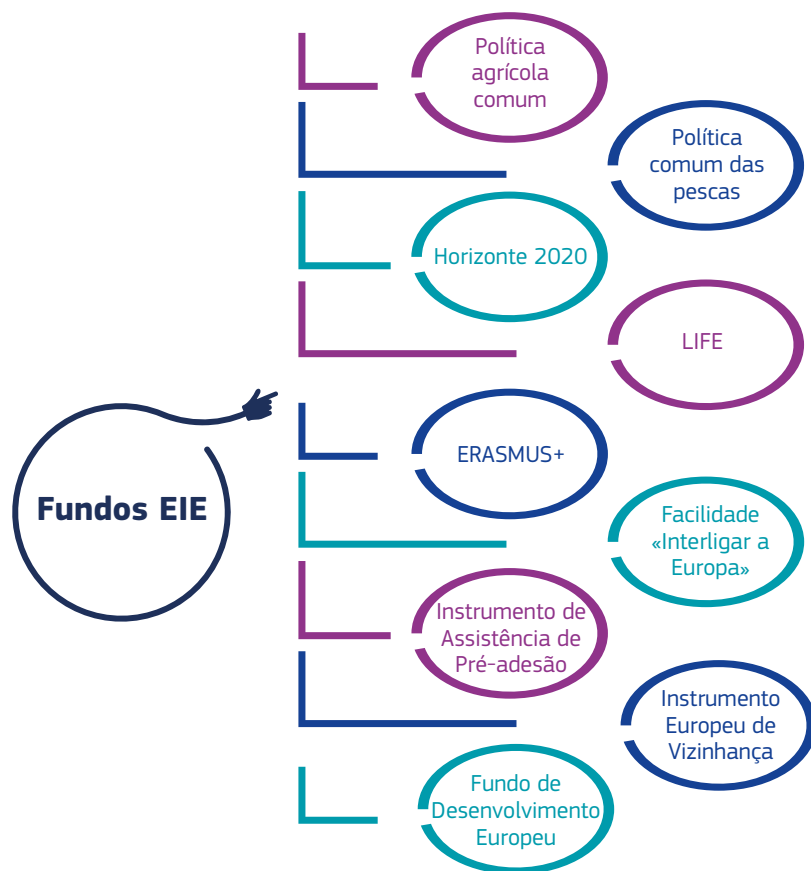 Política
agrícola
comum
Política
comum das
pescas
Horizonte 2020
LIFE
ERASMUS+
Fundos EIE
Facilidade
«Interligar a
Europa»
Instrumento de
Assistência de
Pré-adesão
Instrumento
Europeu de
Vizinhança
Fundo de
Desenvolvimento
Europeu